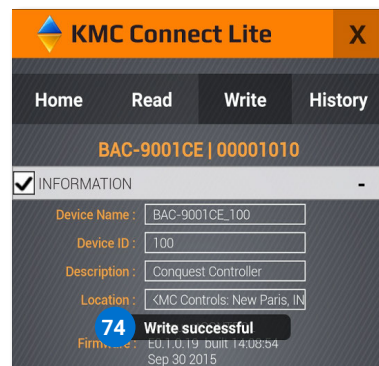 KMC Connect Lite X
Home Read Write History
BAC-9001CE | 00001010
INFORMATION -
Device Name : BAC-9001CE_100
Device ID : 100
Description : Conquest Controller
Location : KMC Controls: New Paris, IN
74 Write successful
Firmware : E0.1.0.19 built 14:08:54
Sep 30 2015